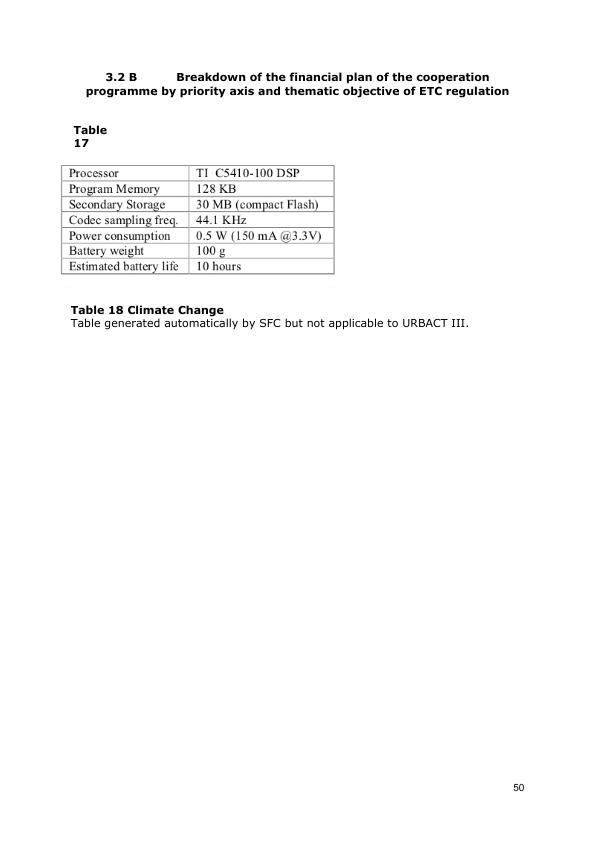 3.2 B Breakdown of the financial plan of the cooperation
programme by priority axis and thematic objective of ETC regulation
Table
17
Processor TI C5410-100 DSP
Program Memory 128 KB
Secondary Storage 30 MB (compact Flash)
Codec sampling freq. 44.1 KHz
Power consumption 0.5 W (150 mA @3.3V)
Battery weight 100 g
Estimated battery life 10 hours
Table 18 Climate Change
Table generated automatically by SFC but not applicable to URBACT III.
50